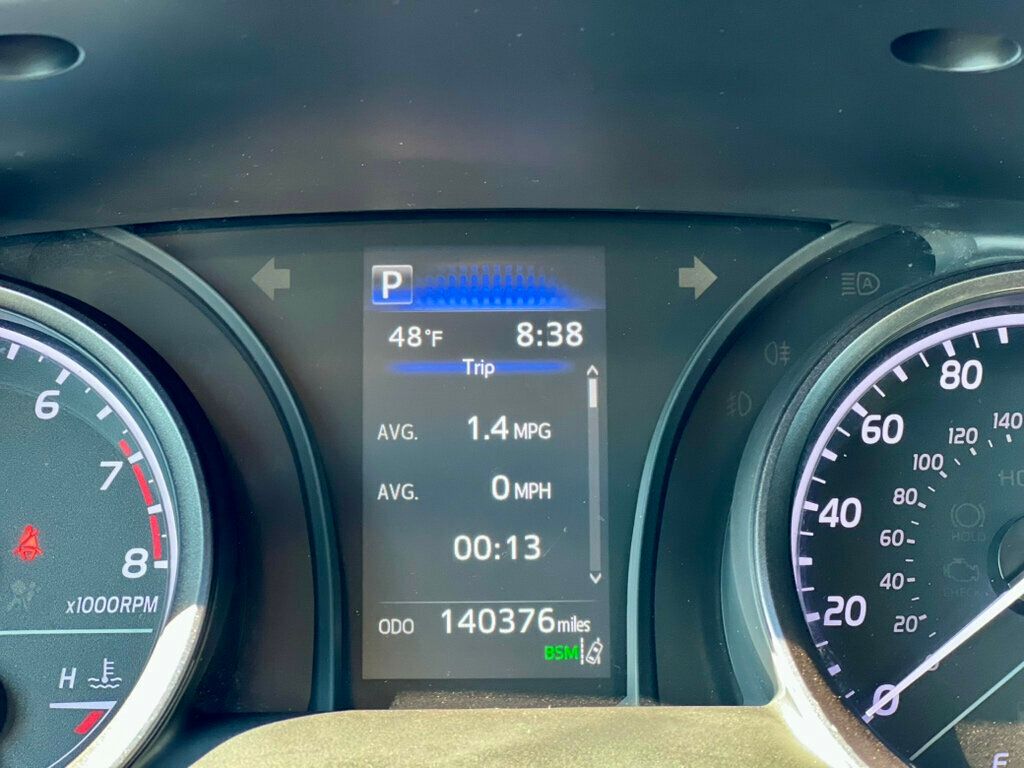 P
48°F 8:38
Trip
AVG. 1.4 MPG
AVG. 0 MPH
00:13
ODO 140376 miles
BSM
6
7
8
x1000RPM
H
80
60
40
20
0
140
120
100
80
60
40
20
A
HOLD
CHECK
E